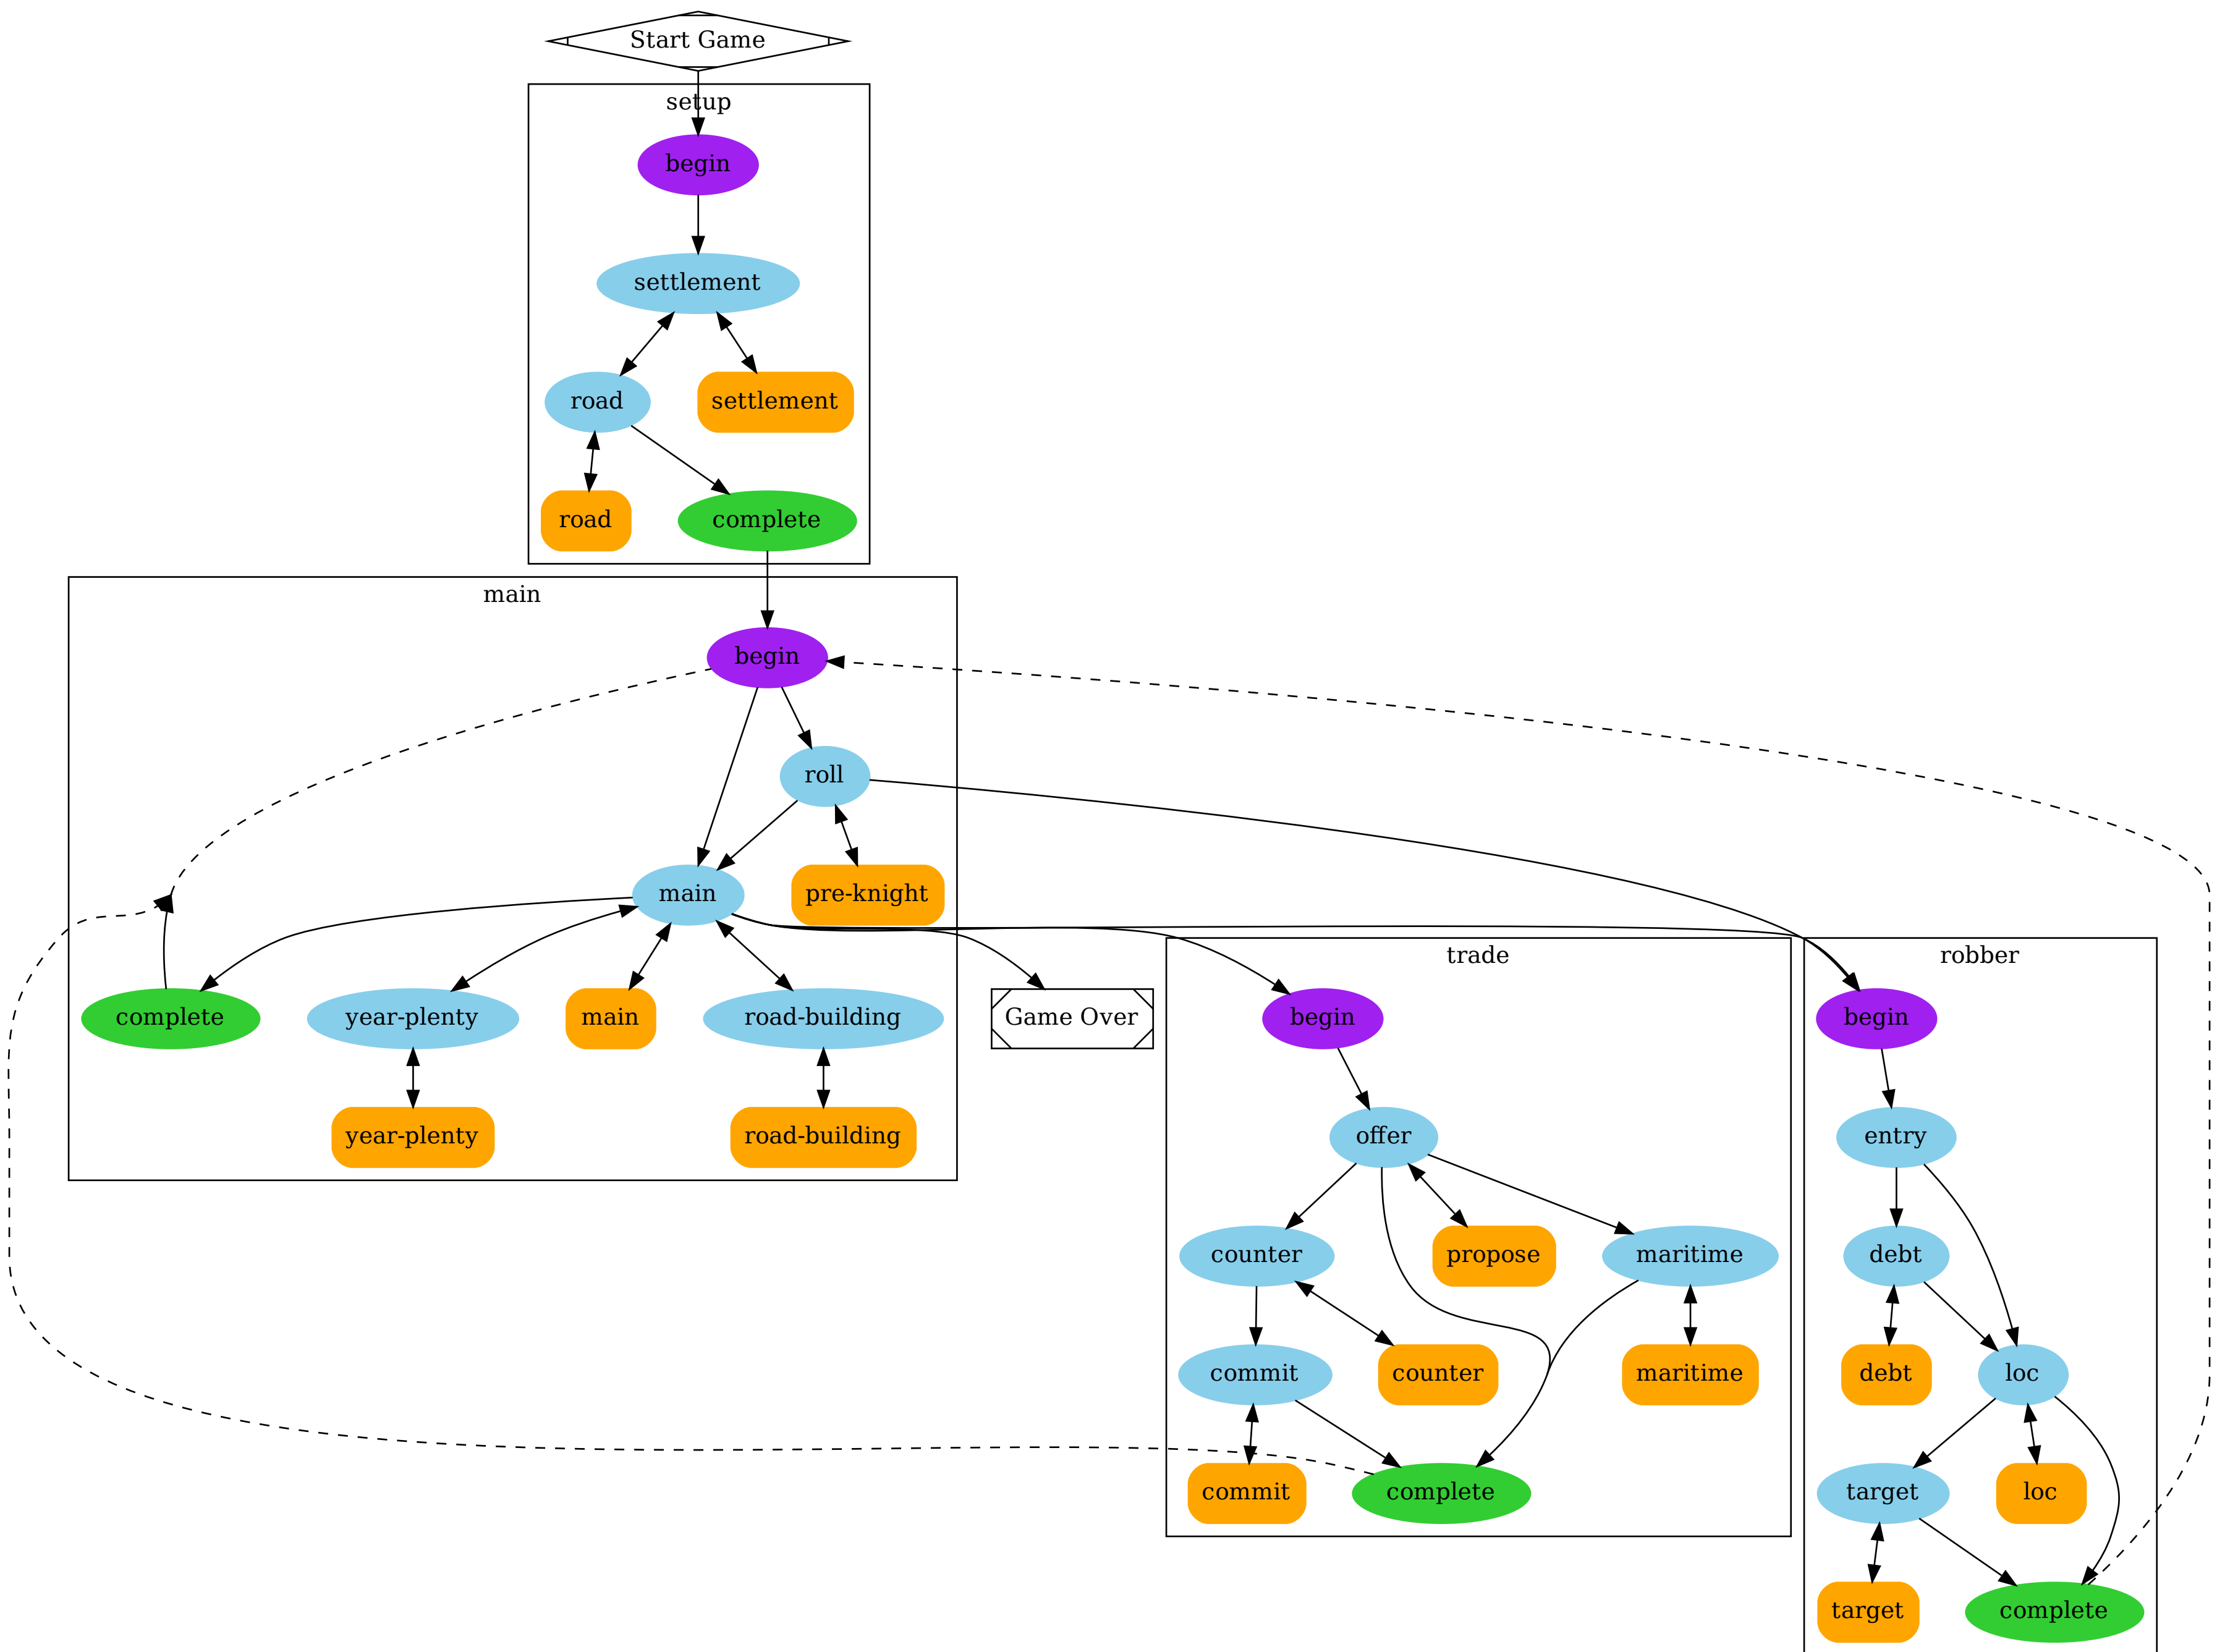 Start Game
setup
begin
settlement
road
settlement
road
complete
main
begin
roll
main
pre-knight
complete
year-plenty
main
road-building
year-plenty
road-building
Game Over
trade
begin
offer
counter
propose
maritime
commit
counter
maritime
commit
complete
robber
begin
entry
debt
debt
loc
target
loc
target
complete